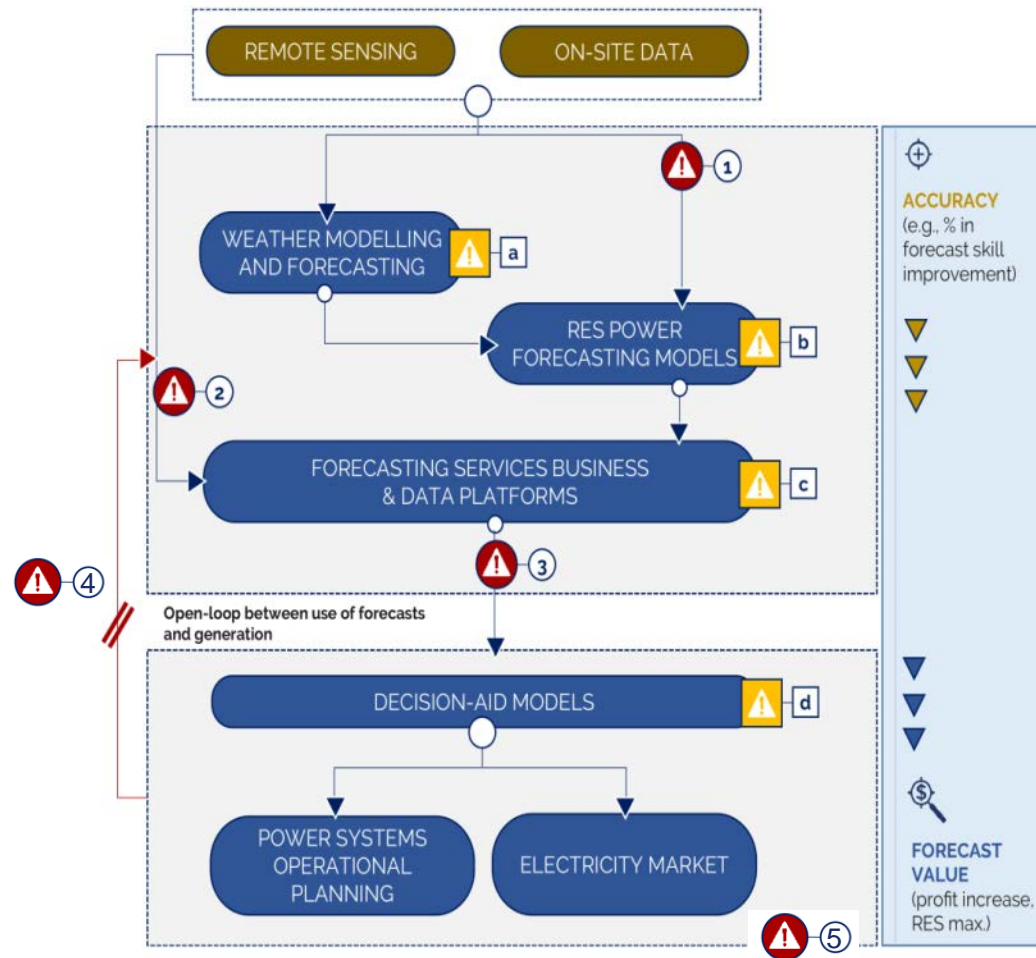 REMOTE SENSING
ON-SITE DATA
1
WEATHER MODELLING
AND FORECASTING
a
RES POWER
FORECASTING MODELS
b
2
FORECASTING SERVICES BUSINESS
& DATA PLATFORMS
c
3
4
Open-loop between use of forecasts
and generation
DECISION-AID MODELS
d
POWER SYSTEMS
OPERATIONAL
PLANNING
ELECTRICITY MARKET
5
ACCURACY
(e.g., % in
forecast skill
improvement)
$
FORECAST
VALUE
(profit increase,
RES max.)